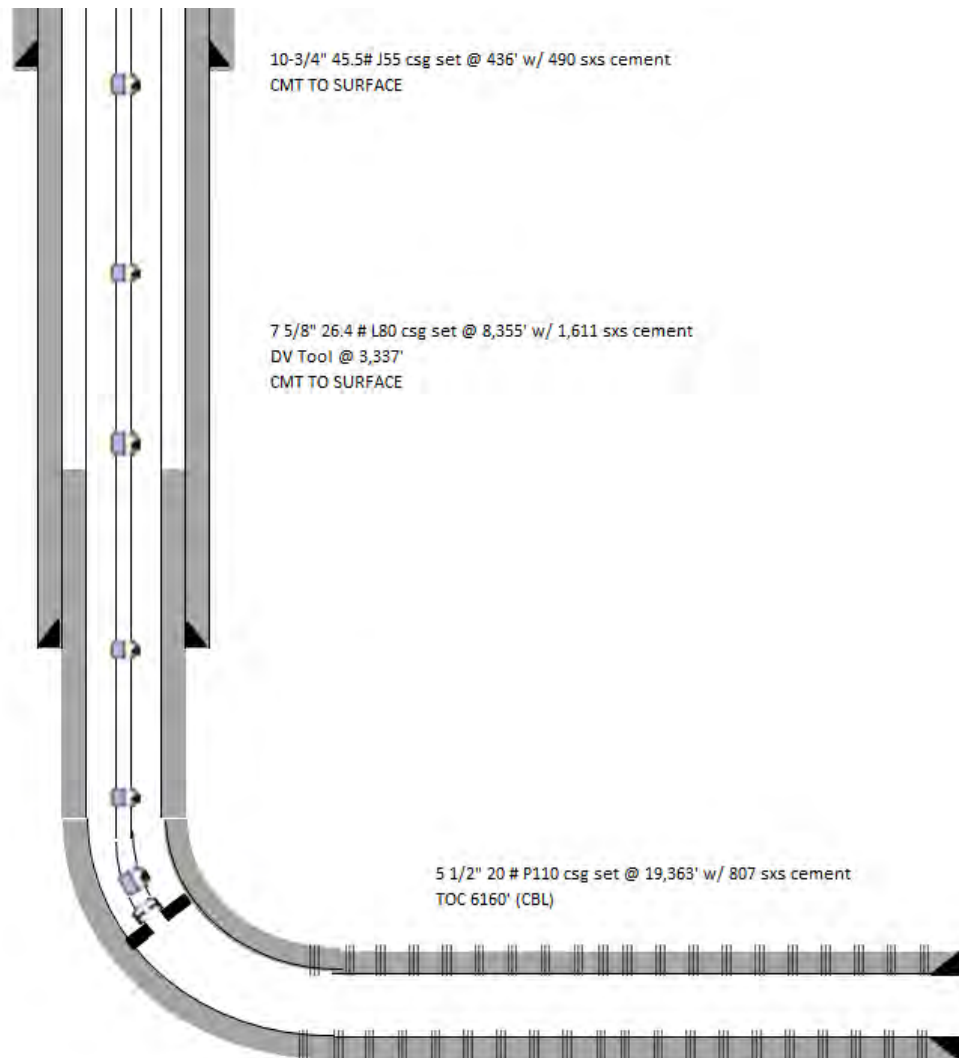 10-3/4" 45.5# J55 csg set @ 436' w/ 490 sxs cement
CMT TO SURFACE
7 5/8" 26.4 # L80 csg set @ 8,355' w/ 1,611 sxs cement
DV Tool @ 3,337'
CMT TO SURFACE
5 1/2" 20 # P110 csg set @ 19,363' w/ 807 sxs cement
TOC 6160' (CBL)